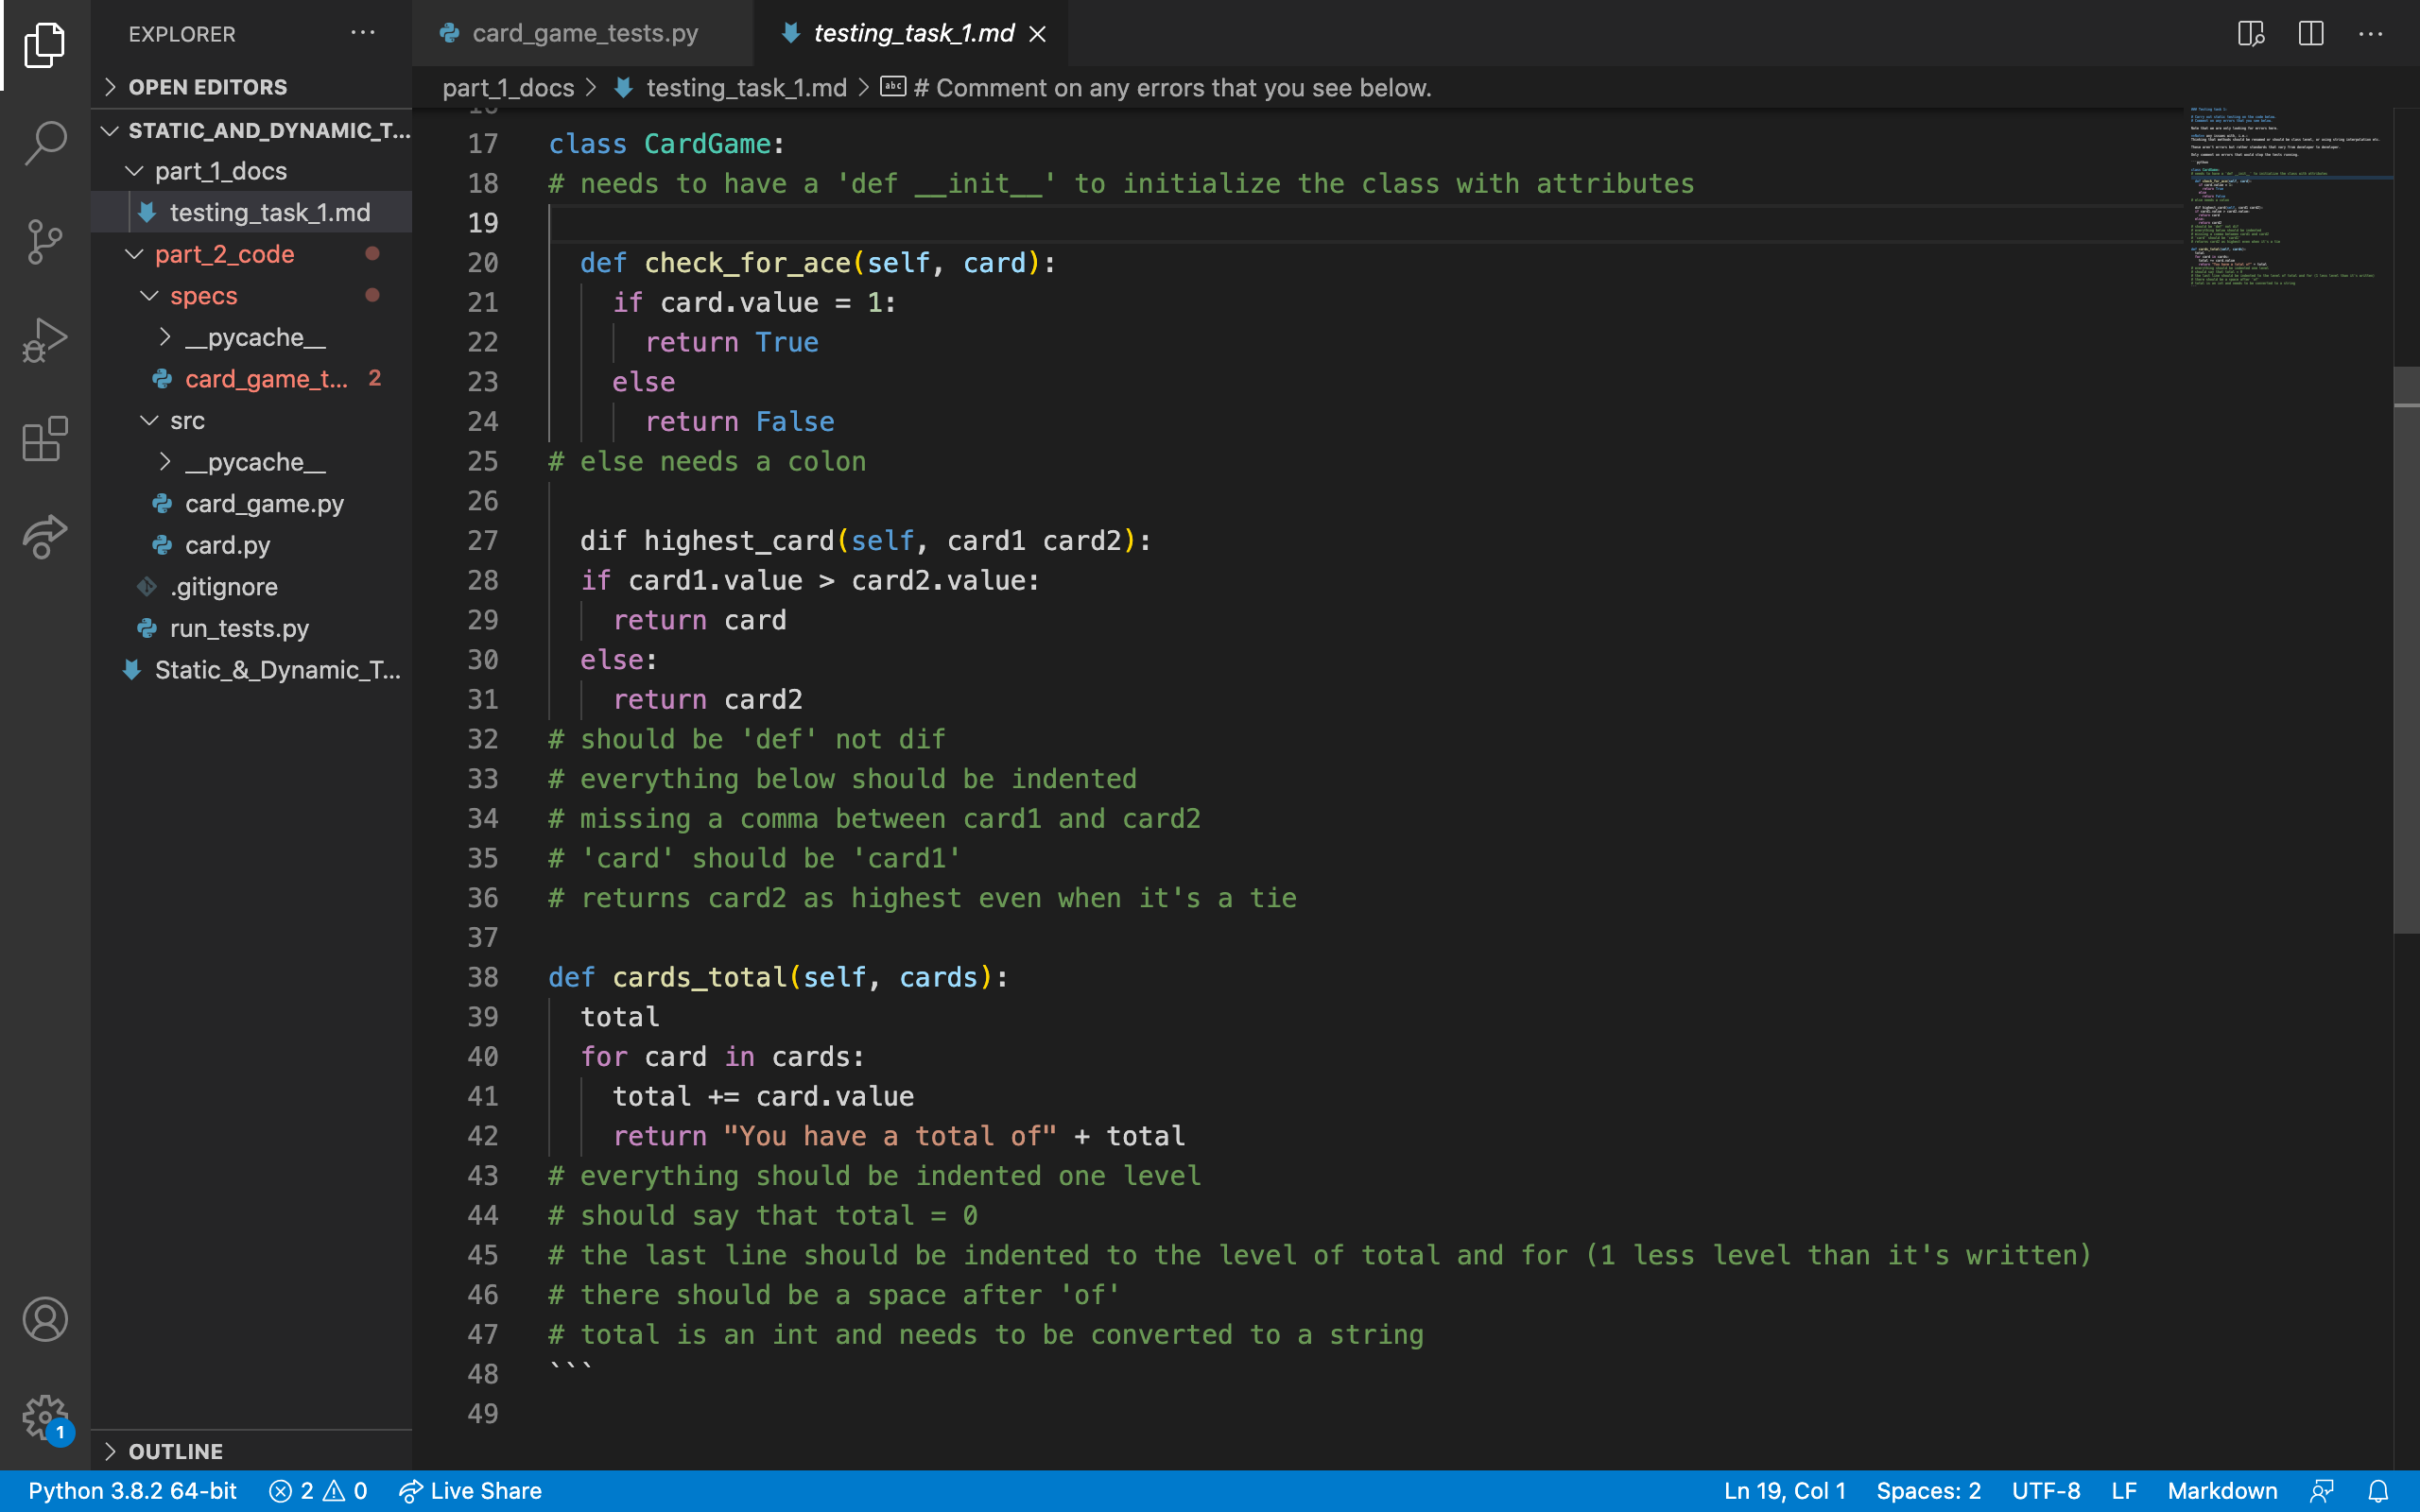 EXPLORER
OPEN EDITORS
STATIC_AND_DYNAMIC_T...
part_1_docs
testing_task_1.md
part_2_code
specs
__pycache__
card_game_t... 2
src
__pycache__
card_game.py
card.py
.gitignore
run_tests.py
Static_&_Dynamic_T...
OUTLINE
1
card_game_tests.py
testing_task_1.md
part_1_docs > testing_task_1.md > abc # Comment on any errors that you see below.
17 class CardGame:
18 # needs to have a 'def __init__' to initialize the class with attributes
19
20 def check_for_ace(self, card):
21 if card.value = 1:
22 return True
23 else
24 return False
25 # else needs a colon
26
27 dif highest_card(self, card1 card2):
28 if card1.value > card2.value:
29 return card
30 else:
31 return card2
32 # should be 'def' not dif
33 # everything below should be indented
34 # missing a comma between card1 and card2
35 # 'card' should be 'card1'
36 # returns card2 as highest even when it's a tie
37
38 def cards_total(self, cards):
39 total
40 for card in cards:
41 total += card.value
42 return "You have a total of" + total
43 # everything should be indented one level
44 # should say that total = 0
45 # the last line should be indented to the level of total and for (1 less level than it's written)
46 # there should be a space after 'of'
47 # total is an int and needs to be converted to a string
48 ```
49
Python 3.8.2 64-bit 2 0 Live Share Ln 19, Col 1 Spaces: 2 UTF-8 LF Markdown